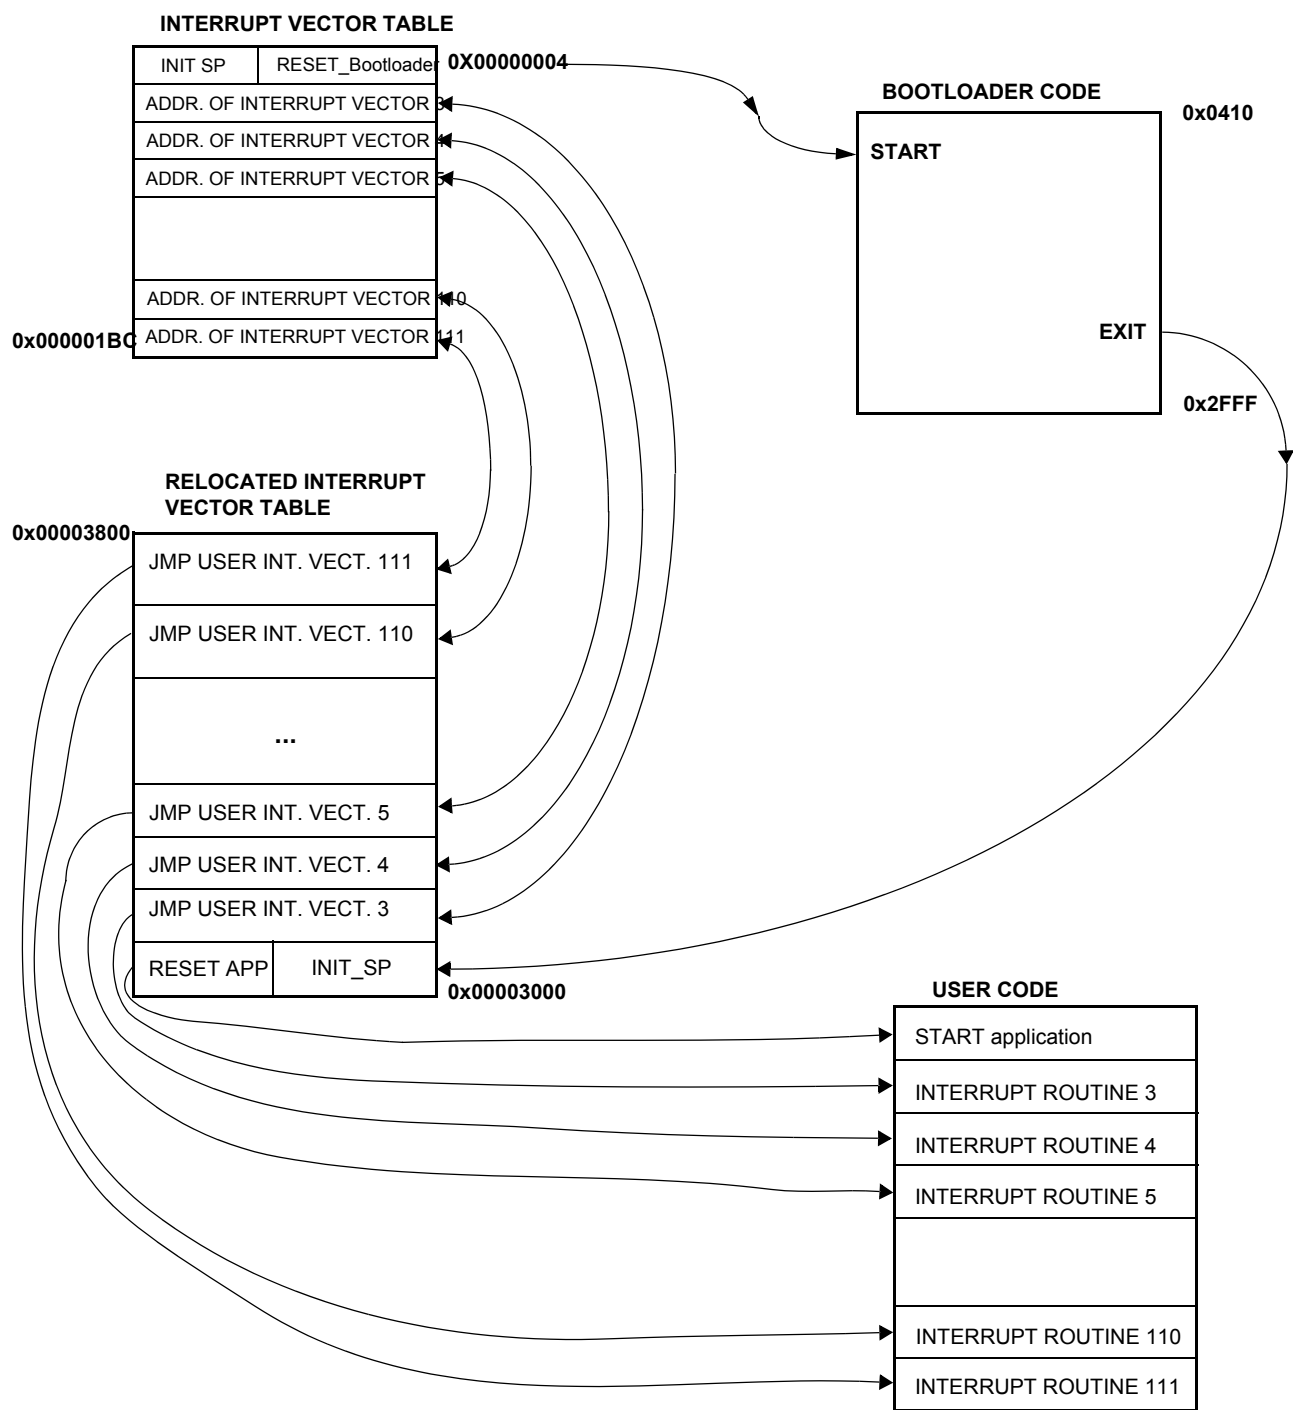 INTERRUPT VECTOR TABLE
INIT SP
RESET_Bootloader
0X00000004
ADDR. OF INTERRUPT VECTOR 3
ADDR. OF INTERRUPT VECTOR 4
ADDR. OF INTERRUPT VECTOR 5
ADDR. OF INTERRUPT VECTOR 110
0x000001BC
ADDR. OF INTERRUPT VECTOR 111
BOOTLOADER CODE
0x0410
START
EXIT
0x2FFF
RELOCATED INTERRUPT
VECTOR TABLE
0x00003800
JMP USER INT. VECT. 111
JMP USER INT. VECT. 110
...
JMP USER INT. VECT. 5
JMP USER INT. VECT. 4
JMP USER INT. VECT. 3
RESET APP
INIT_SP
0x00003000
USER CODE
START application
INTERRUPT ROUTINE 3
INTERRUPT ROUTINE 4
INTERRUPT ROUTINE 5
INTERRUPT ROUTINE 110
INTERRUPT ROUTINE 111